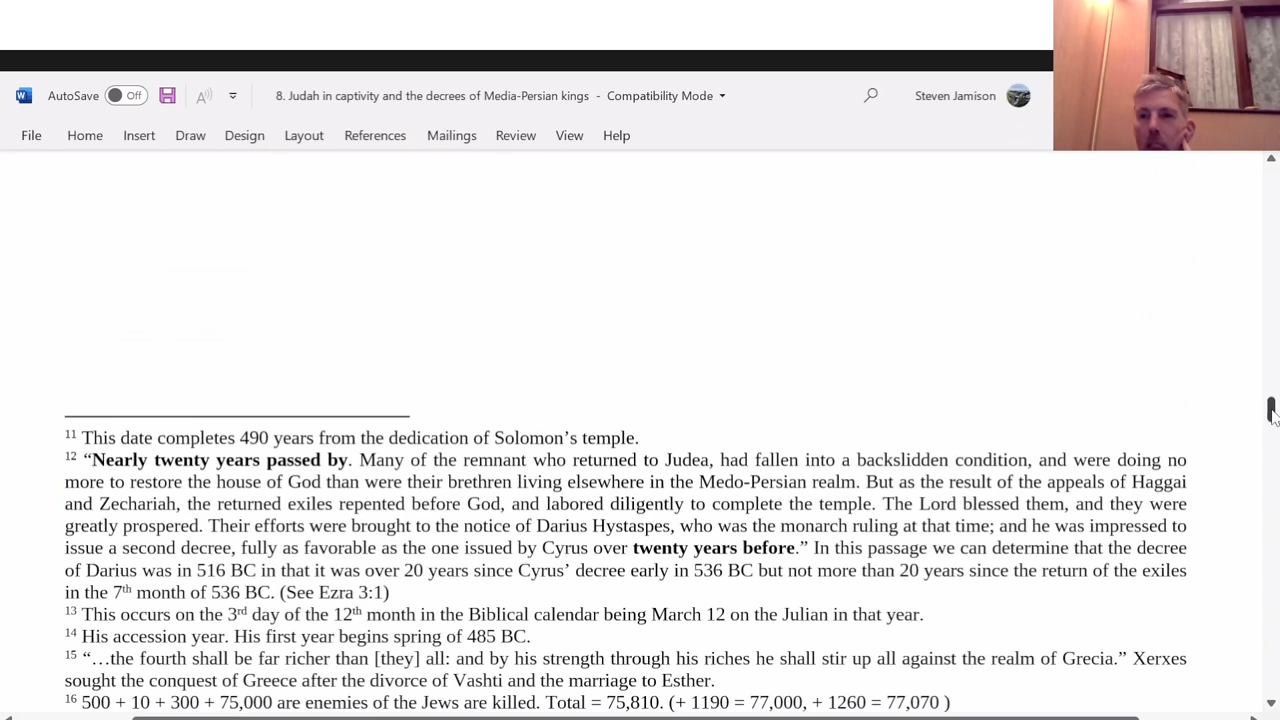 AutoSave Off 8. Judah in captivity and the decrees of Media-Persian kings - Compatibility Mode Steven Jamison
File Home Insert Draw Design Layout References Mailings Review View Help
11 This date completes 490 years from the dedication of Solomon’s temple.
12 “Nearly twenty years passed by. Many of the remnant who returned to Judea, had fallen into a backslidden condition, and were doing no
more to restore the house of God than were their brethren living elsewhere in the Medo-Persian realm. But as the result of the appeals of Haggai
and Zechariah, the returned exiles repented before God, and labored diligently to complete the temple. The Lord blessed them, and they were
greatly prospered. Their efforts were brought to the notice of Darius Hystaspes, who was the monarch ruling at that time; and he was impressed to
issue a second decree, fully as favorable as the one issued by Cyrus over twenty years before.” In this passage we can determine that the decree
of Darius was in 516 BC in that it was over 20 years since Cyrus’ decree early in 536 BC but not more than 20 years since the return of the exiles
in the 7th month of 536 BC. (See Ezra 3:1)
13 This occurs on the 3rd day of the 12th month in the Biblical calendar being March 12 on the Julian in that year.
14 His accession year. His first year begins spring of 485 BC.
15 “…the fourth shall be far richer than [they] all: and by his strength through his riches he shall stir up all against the realm of Grecia.” Xerxes
sought the conquest of Greece after the divorce of Vashti and the marriage to Esther.
16 500 + 10 + 300 + 75,000 are enemies of the Jews are killed. Total = 75,810. (+ 1190 = 77,000, + 1260 = 77,070 )